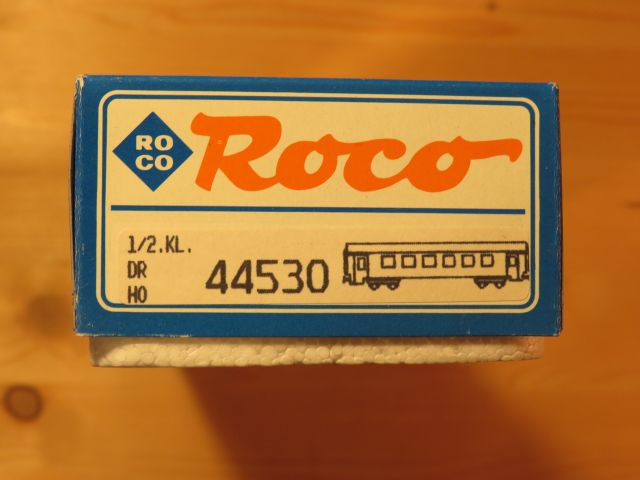 RO
CO
Roco
1/2.KL.
DR
HO
44530